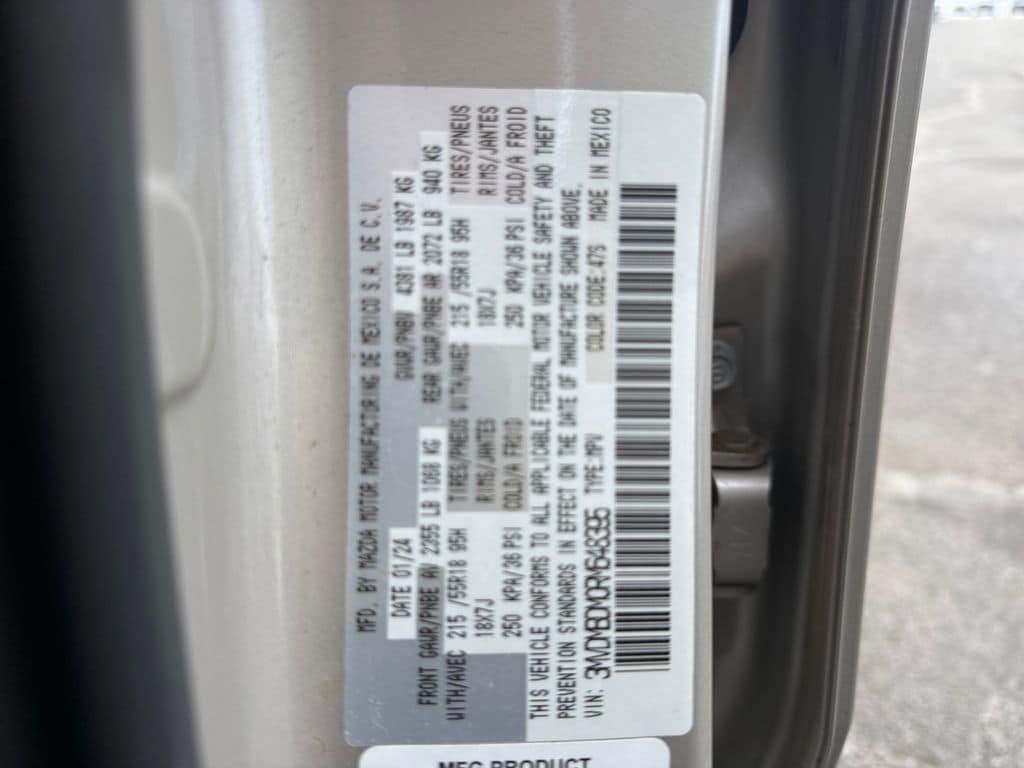 MFD. BY MAZDA MOTOR MANUFACTURING DE MEXICO S.A. DE C.V.
DATE 01/24 GVWR/PNBV 4381 LB 1987 KG
FRONT GAWR/PNBE AV 2355 LB 1068 KG . REAR GAWR/PNBE AR 2072 LB 940 KG
WITH/AVEC 215 /55R18 95H TIRES/PNEUS WITH/AVEC 215 /55R18 95H TIRES/PNEUS
18X7J RIMS/JANTES 18X7J RIMS/JANTES
250 KPA/36 PSI COLD/A FROID 250 KPA/36 PSI COLD/A FROID
THIS VEHICLE CONFORMS TO ALL APPLICABLE FEDERAL MOTOR VEHICLE SAFETY AND THEFT
PREVENTION STANDARDS IN EFFECT ON THE DATE OF MANUFACTURE SHOWN ABOVE.
VIN: 3MVDMBDM0RM648395 TYPE:MPV COLOR CODE:47S MADE IN MEXICO
MFG PRODUCT